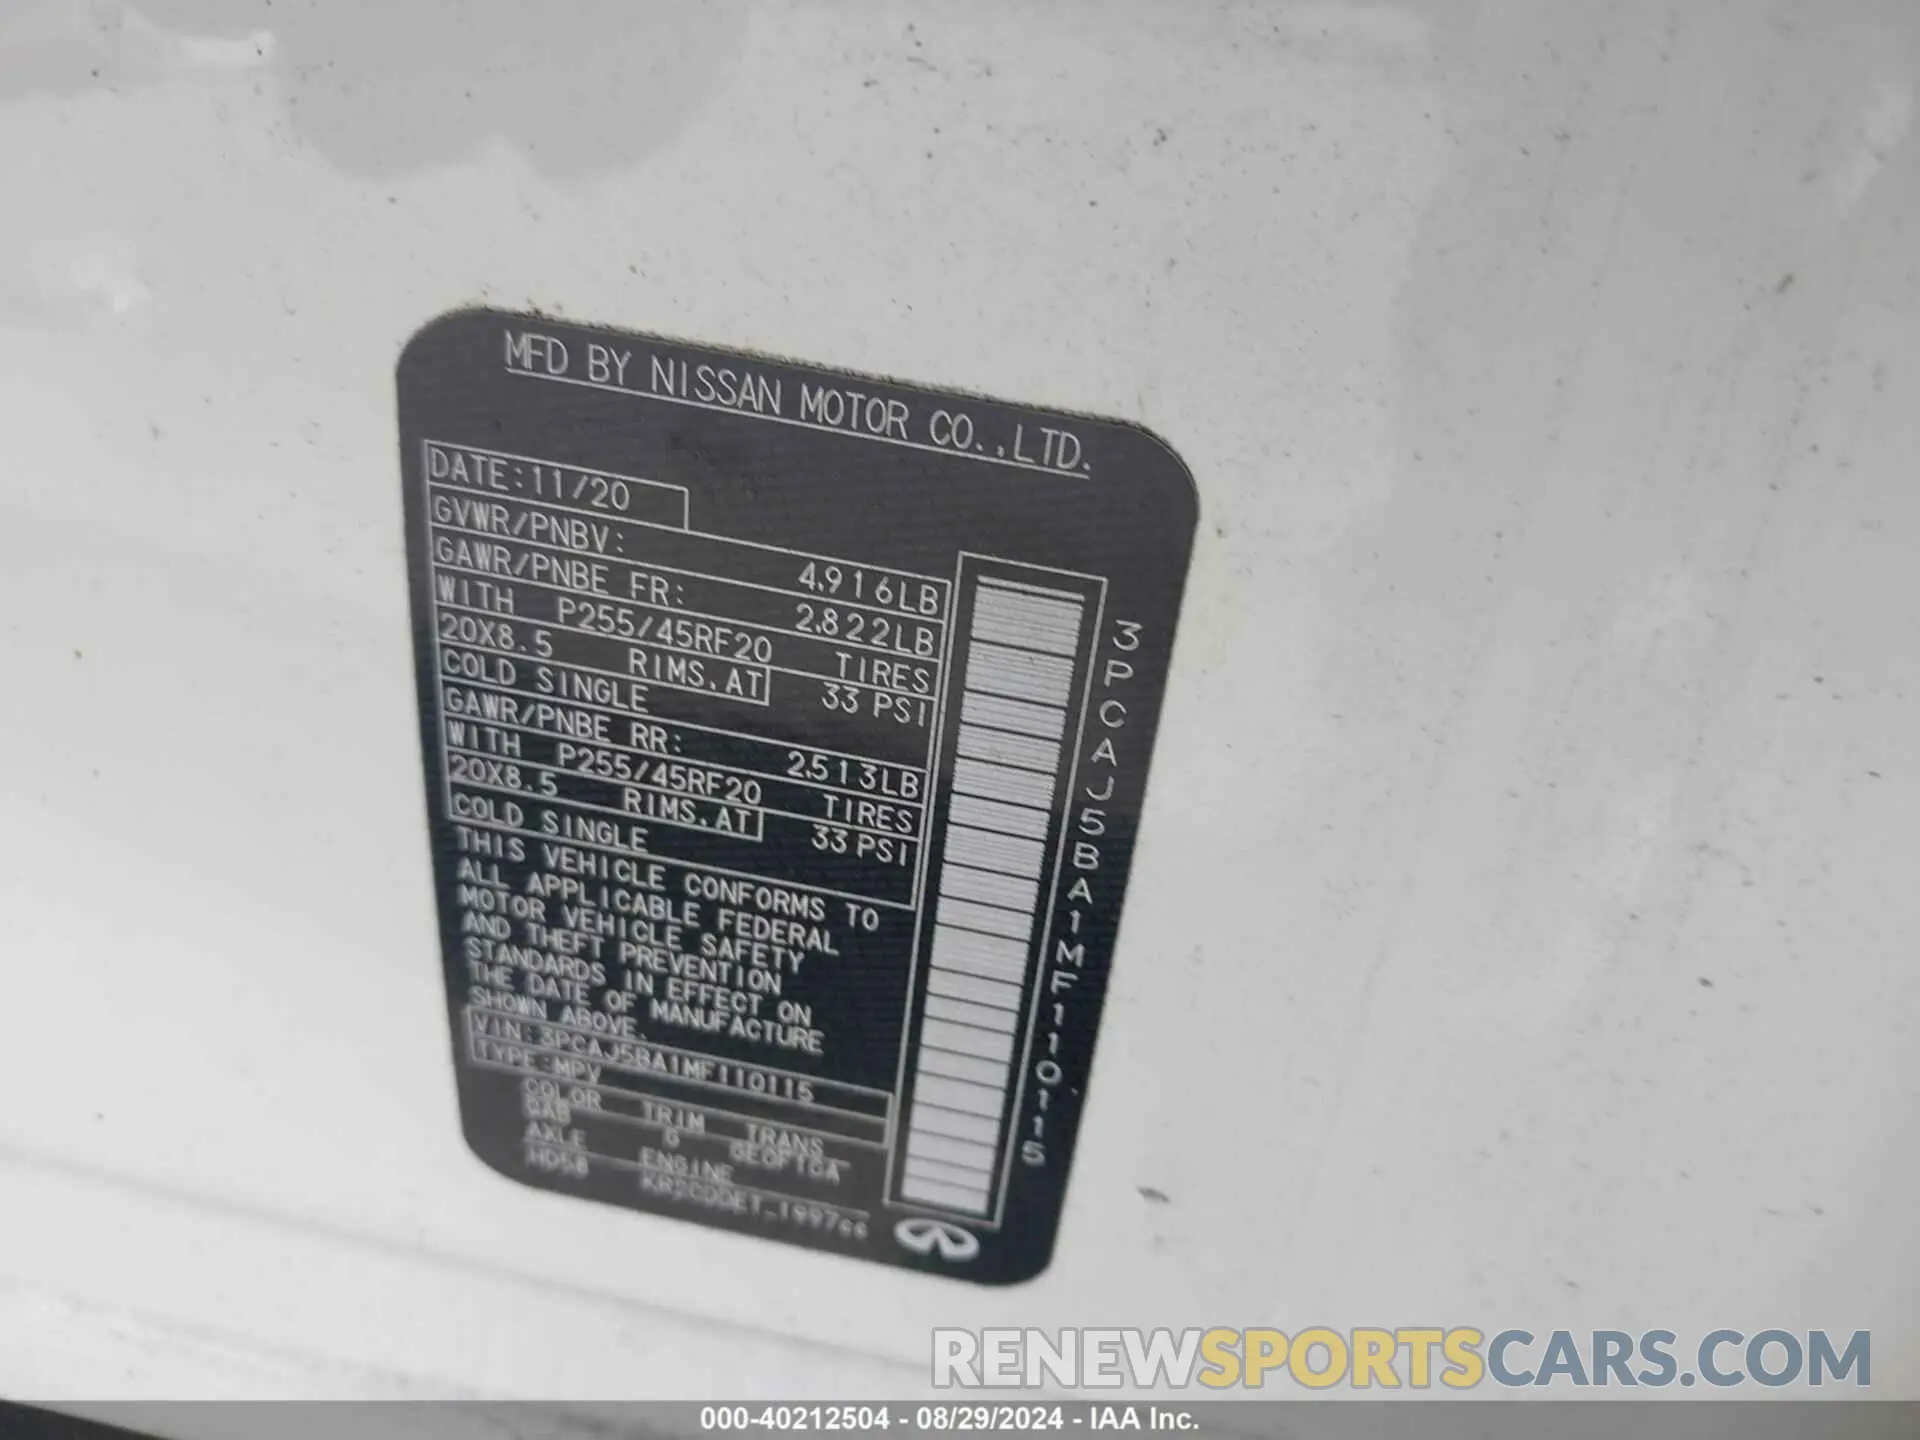 MFD BY NISSAN MOTOR CO.,LTD.
DATE:11/20
GVWR/PNBV: 4,916LB
GAWR/PNBE FR: 2,822LB
WITH P255/45RF20 TIRES
20X8.5 RIMS.AT 33 PSI
COLD SINGLE
GAWR/PNBE RR: 2,513LB
WITH P255/45RF20 TIRES
20X8.5 RIMS.AT 33 PSI
COLD SINGLE
THIS VEHICLE CONFORMS TO
ALL APPLICABLE FEDERAL
MOTOR VEHICLE SAFETY
AND THEFT PREVENTION
STANDARDS IN EFFECT ON
THE DATE OF MANUFACTURE
SHOWN ABOVE.
VIN:3PCAJ5BA1MF110115
TYPE:MPV
COLOR TRIM TRANS
QAB G
AXLE ENGINE
HD58 KR20DDET_1997cc
3PCAJ5BA1MF110115
RENEWSPORTSCARS.COM
000-40212504 - 08/29/2024 - IAA Inc.